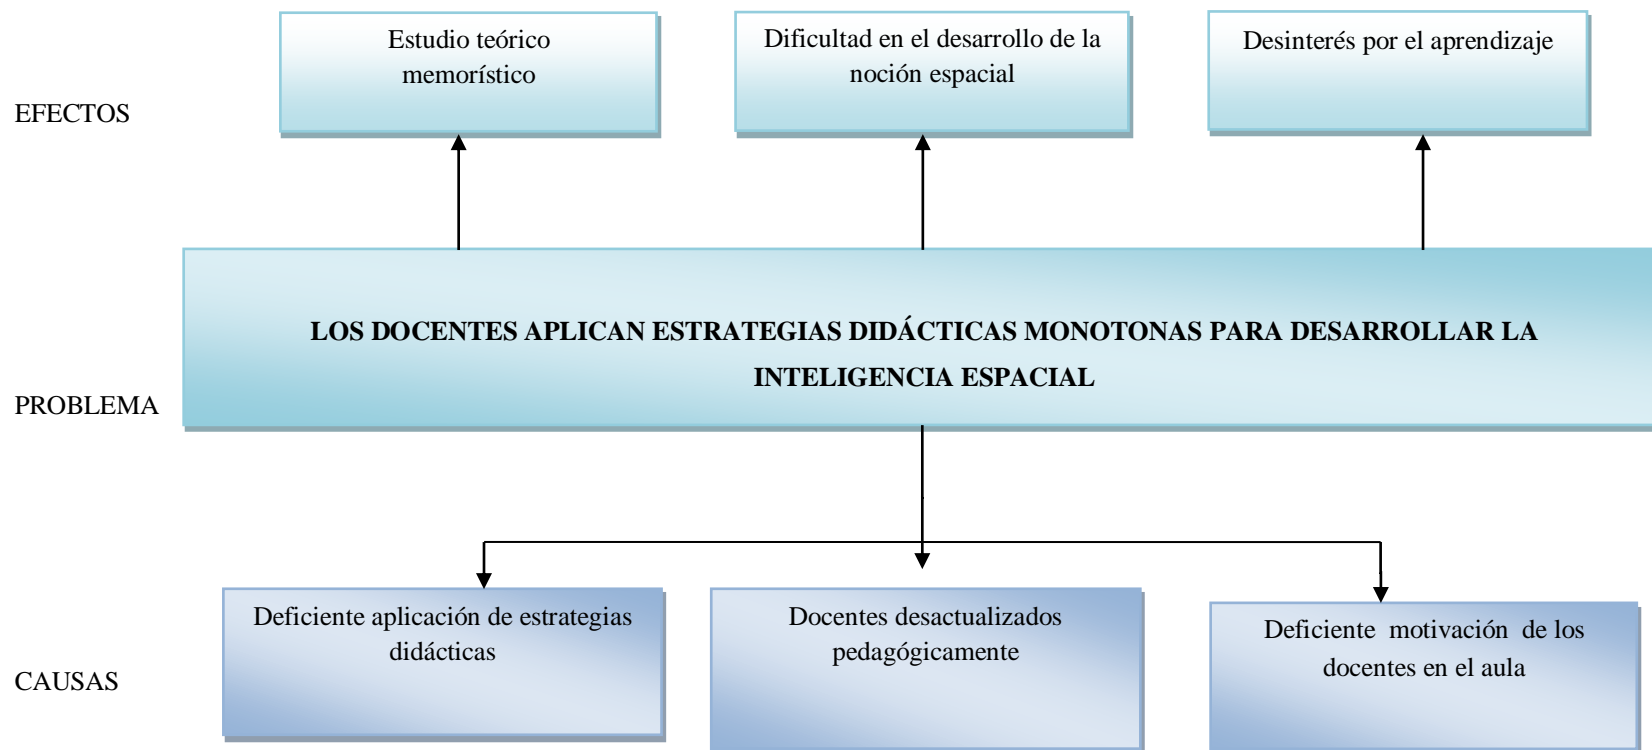 Estudio teórico
memorístico
Dificultad en el desarrollo de la
noción espacial
Desinterés por el aprendizaje
EFECTOS
LOS DOCENTES APLICAN ESTRATEGIAS DIDÁCTICAS MONOTONAS PARA DESARROLLAR LA
INTELIGENCIA ESPACIAL
PROBLEMA
Deficiente aplicación de estrategias
didácticas
Docentes desactualizados
pedagógicamente
Deficiente motivación de los
docentes en el aula
CAUSAS